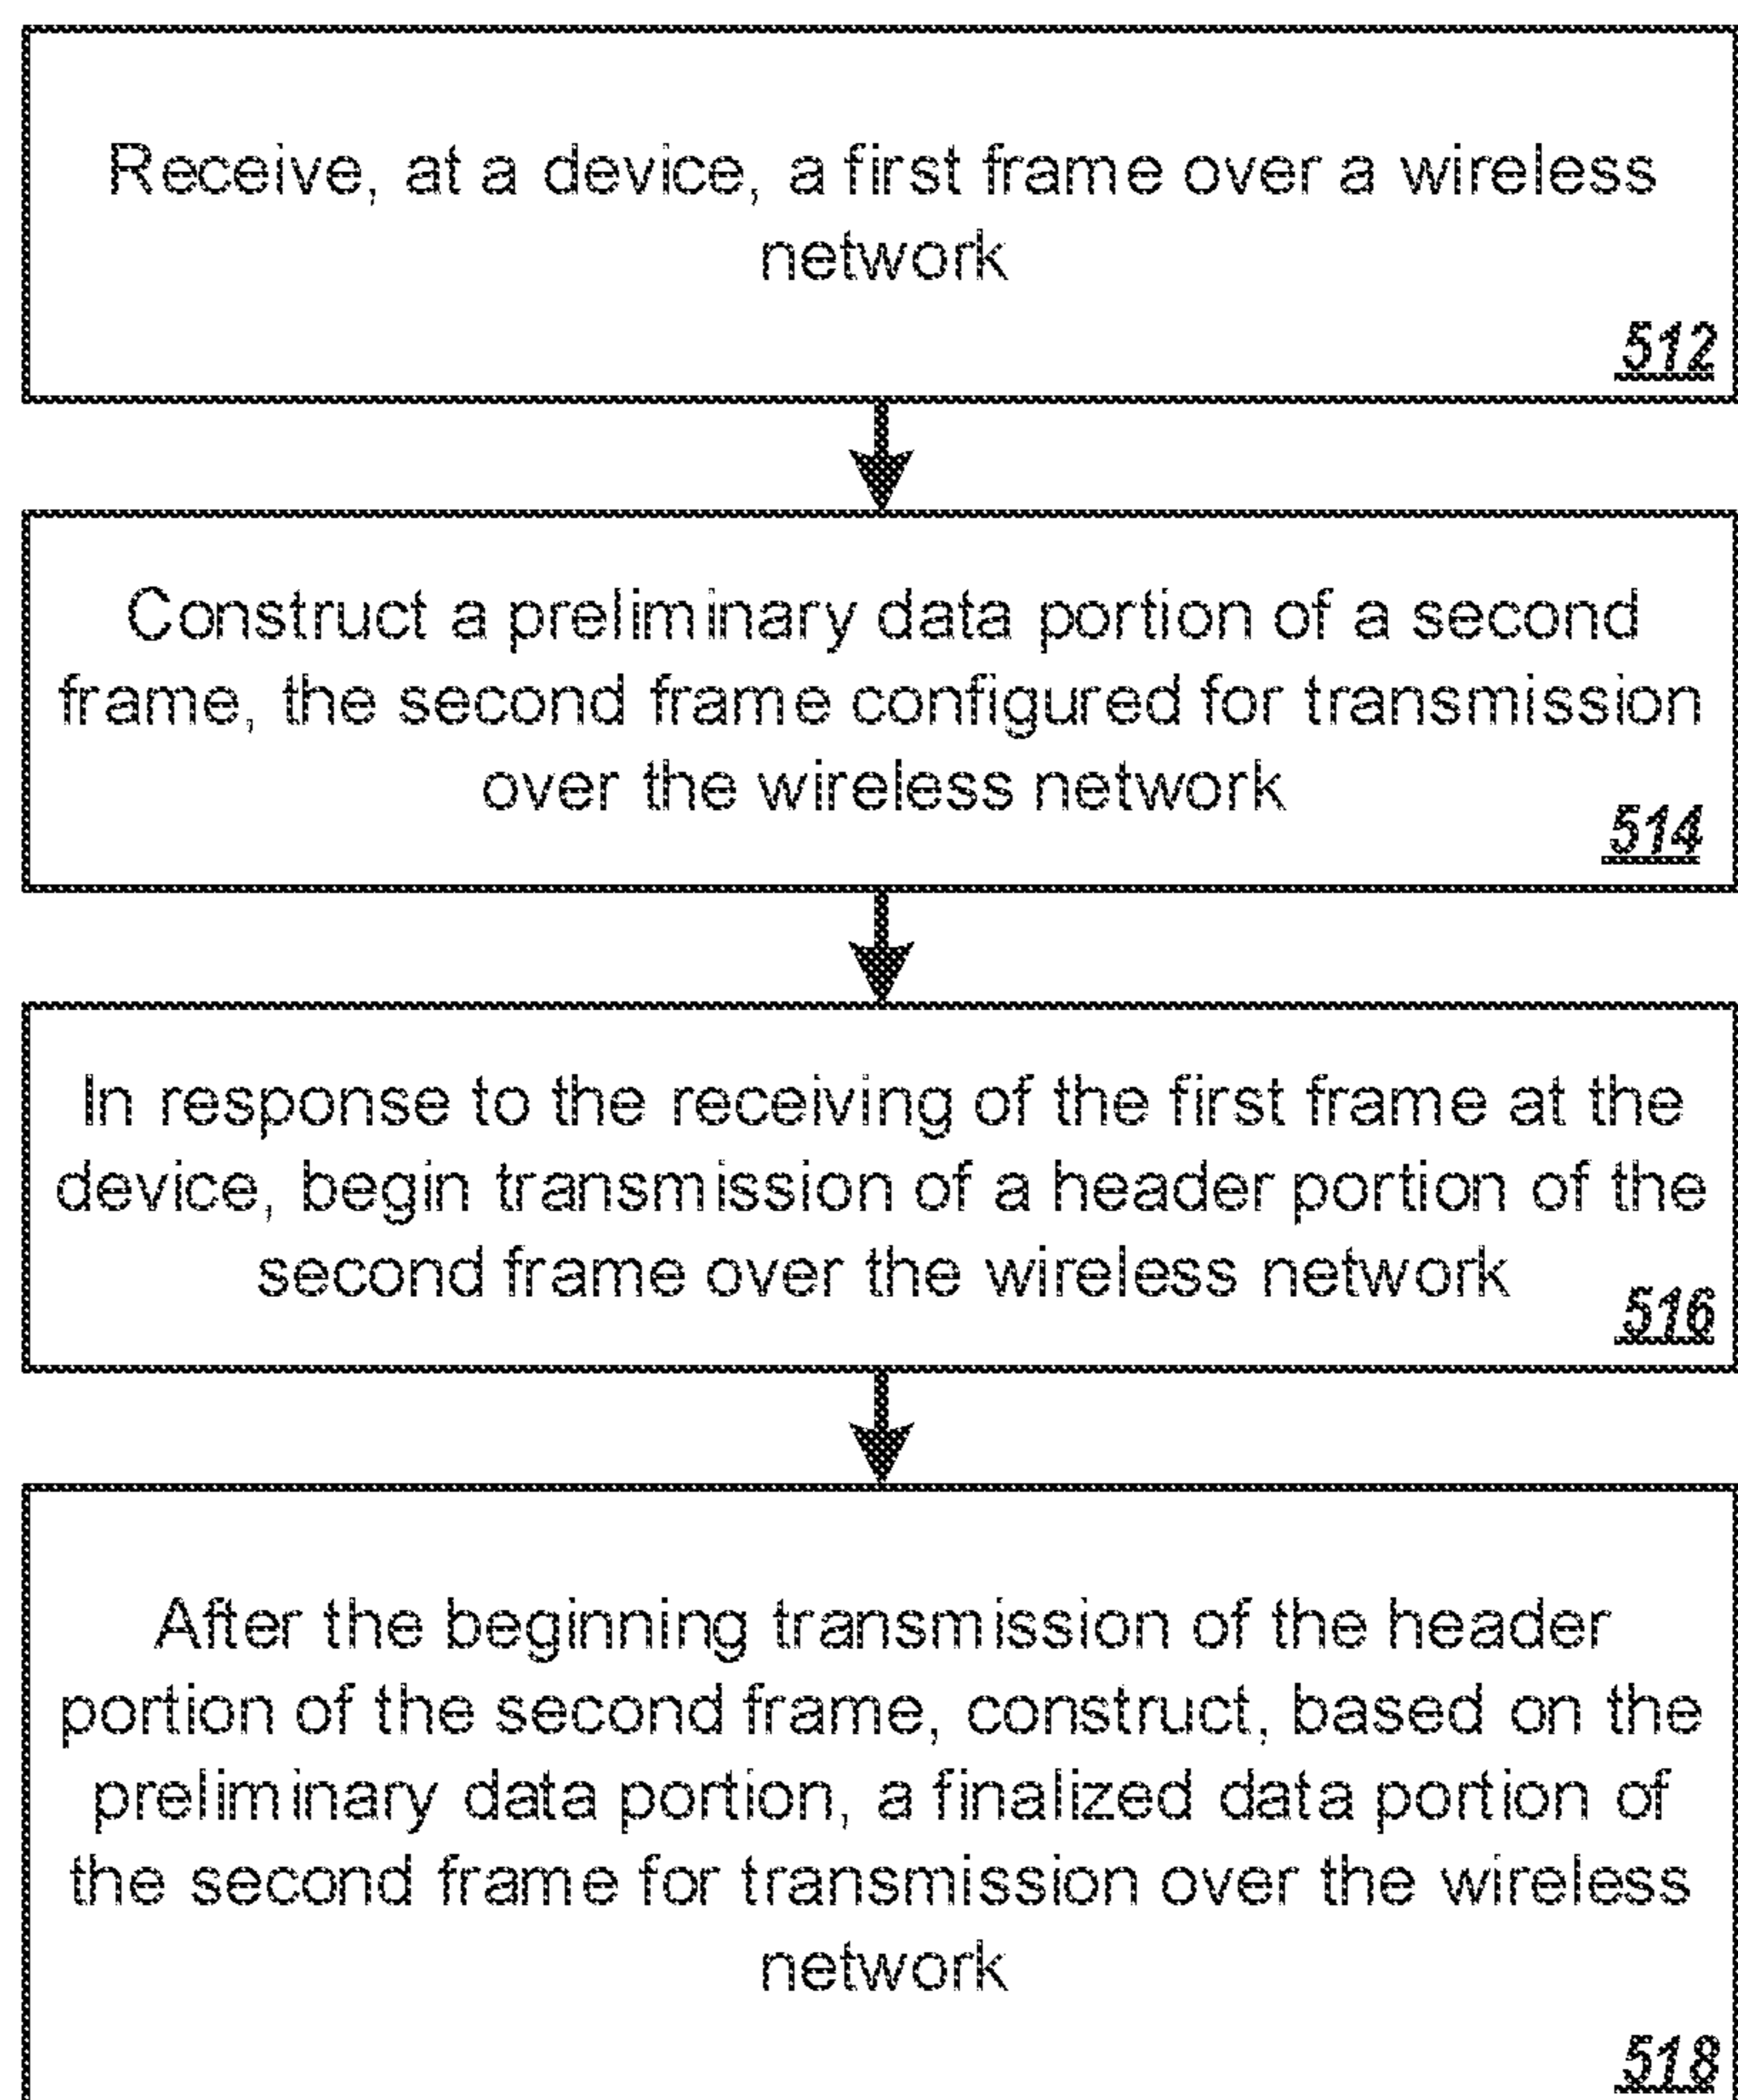 Receive, at a device, a first frame over a wireless
network
512
Construct a preliminary data portion of a second
frame, the second frame configured for transmission
over the wireless network
514
In response to the receiving of the first frame at the
device, begin transmission of a header portion of the
second frame over the wireless network
516
After the beginning transmission of the header
portion of the second frame, construct, based on the
preliminary data portion, a finalized data portion of
the second frame for transmission over the wireless
network
518